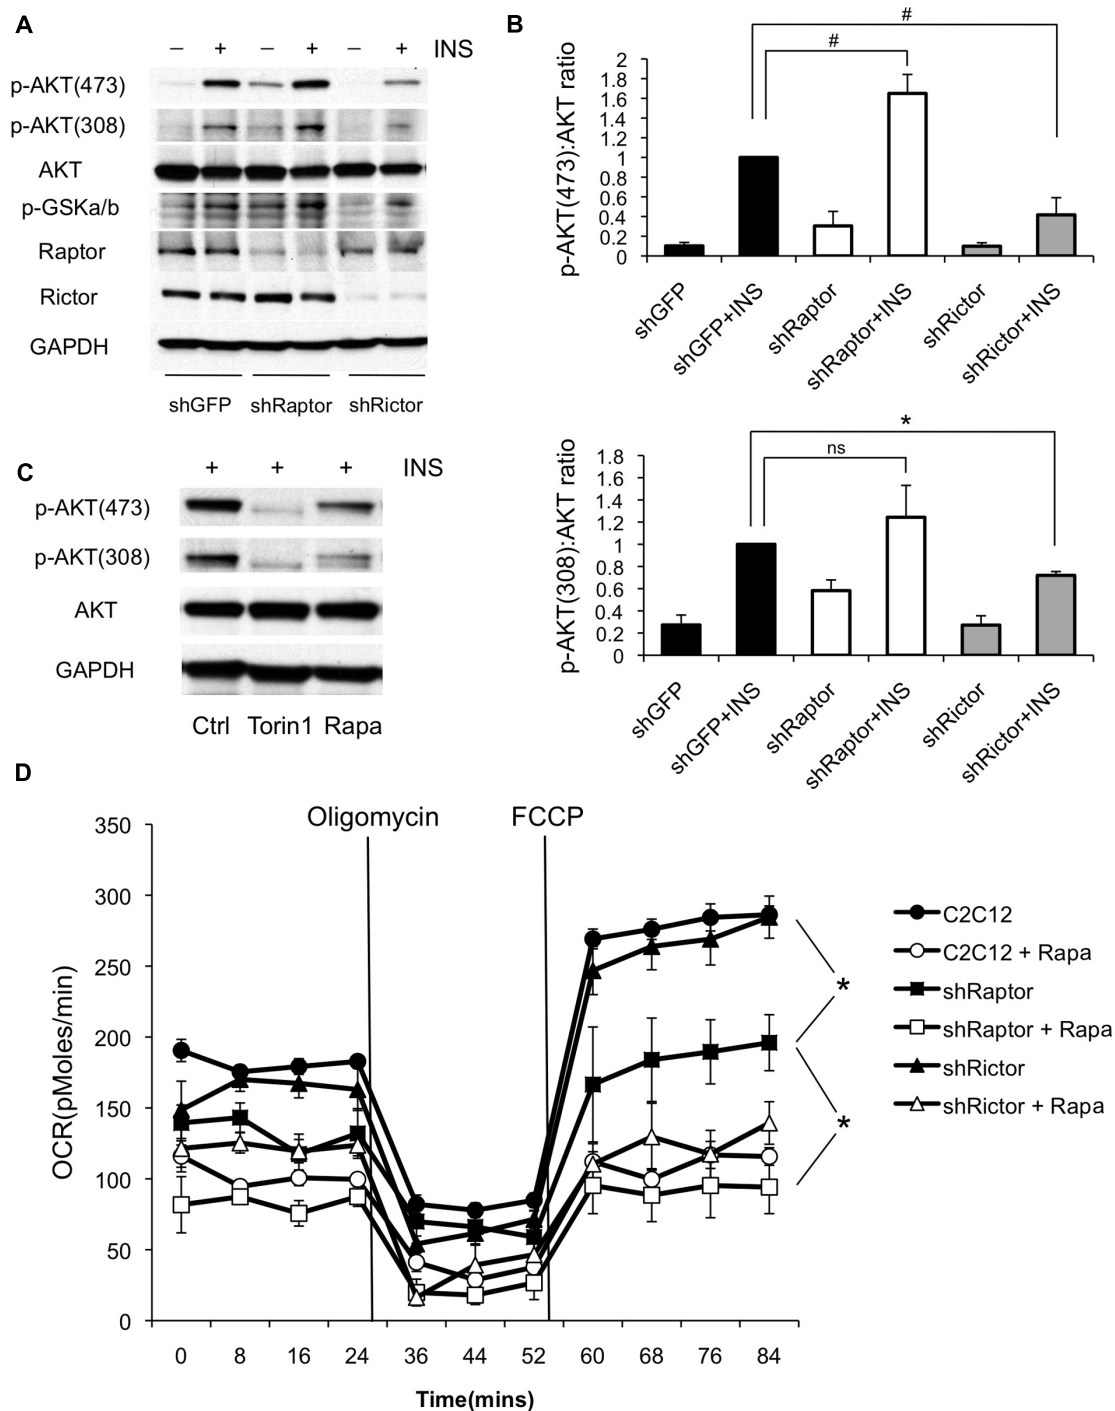 A
− + − + − + INS
p-AKT(473)
p-AKT(308)
AKT
p-GSKa/b
Raptor
Rictor
GAPDH
shGFP shRaptor shRictor
B
#
#
p-AKT(473):AKT ratio
2
1.8
1.6
1.4
1.2
1
0.8
0.6
0.4
0.2
0
shGFP
shGFP+INS
shRaptor
shRaptor+INS
shRictor
shRictor+INS
*
ns
p-AKT(308):AKT ratio
1.8
1.6
1.4
1.2
1
0.8
0.6
0.4
0.2
0
shGFP
shGFP+INS
shRaptor
shRaptor+INS
shRictor
shRictor+INS
C
+ + + INS
p-AKT(473)
p-AKT(308)
AKT
GAPDH
Ctrl Torin1 Rapa
D
Oligomycin FCCP
OCR(pMoles/min)
350
300
250
200
150
100
50
0
0 8 16 24 36 44 52 60 68 76 84
Time(mins)
*
*
C2C12
C2C12 + Rapa
shRaptor
shRaptor + Rapa
shRictor
shRictor + Rapa